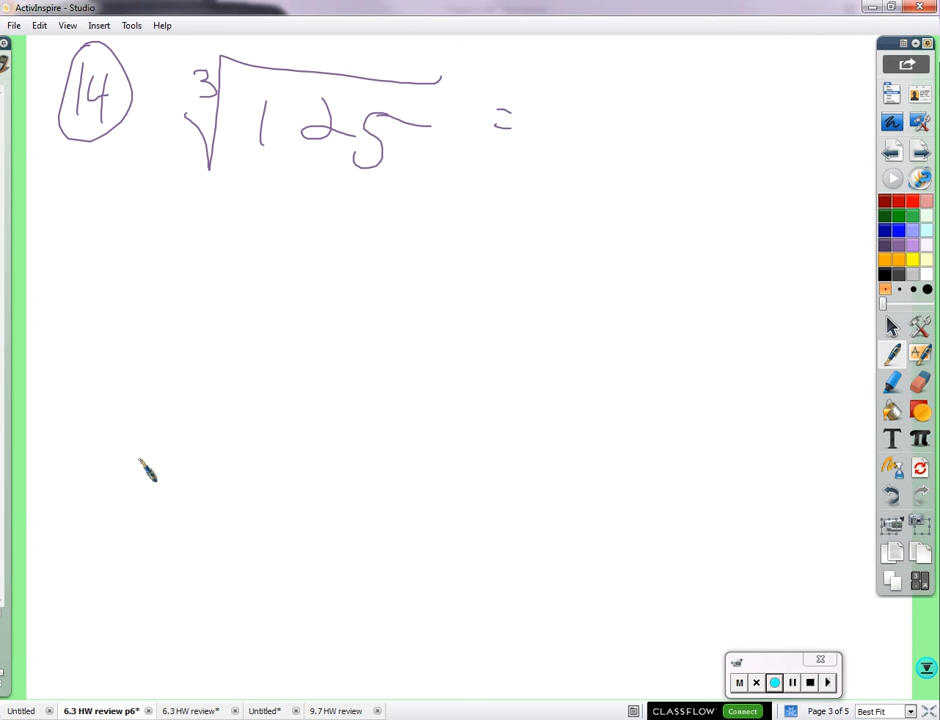 ActivInspire - Studio
File Edit View Insert Tools Help
14 ∛125 =
M
Untitled 6.3 HW review p6* 6.3 HW review* Untitled* 9.7 HW review CLASSFLOW Connect Page 3 of 5 Best Fit